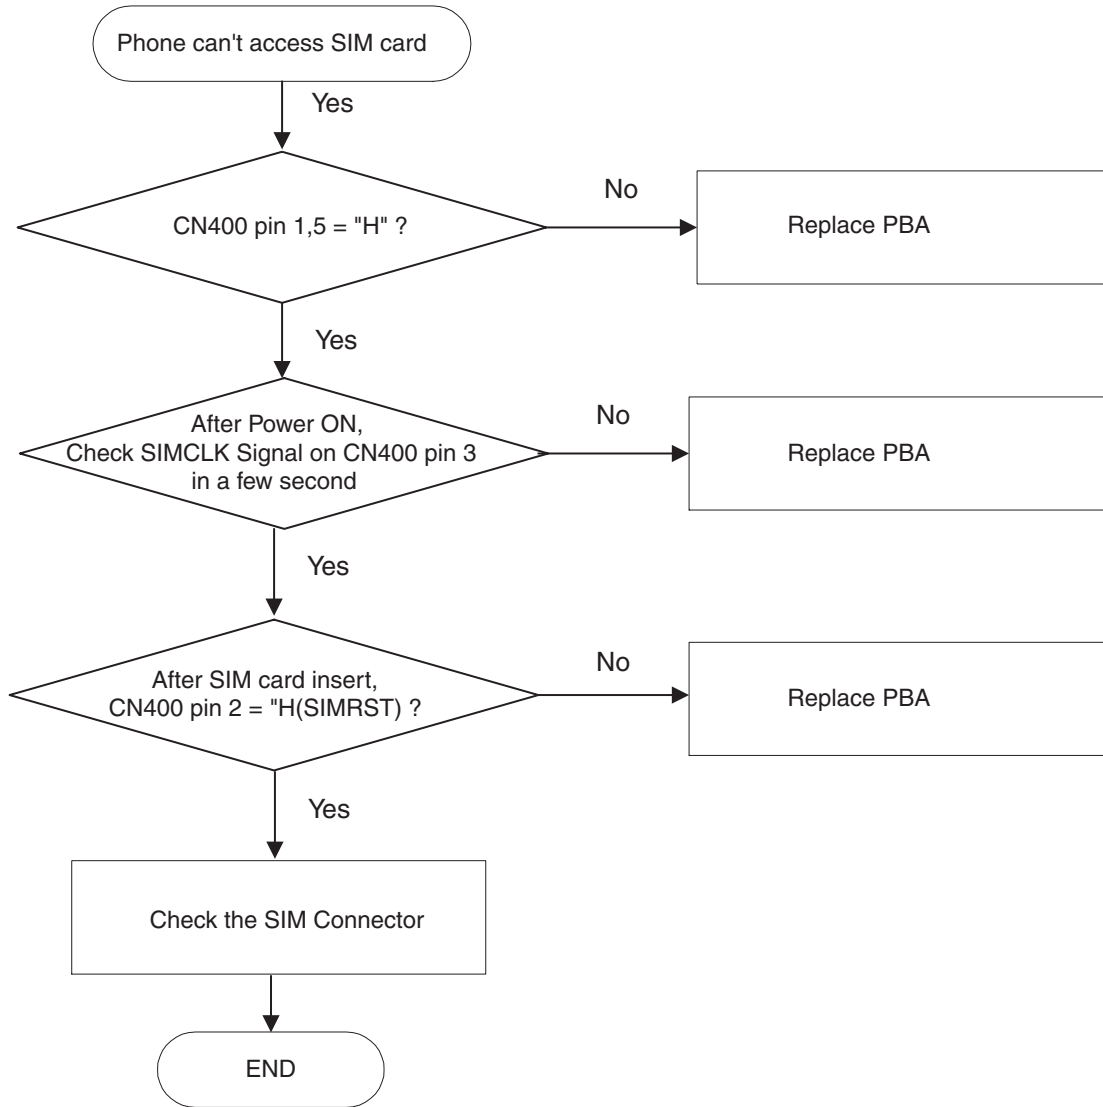 Phone can't access SIM card
Yes
CN400 pin 1,5 = "H" ?
No
Replace PBA
Yes
After Power ON,
Check SIMCLK Signal on CN400 pin 3
in a few second
No
Replace PBA
Yes
After SIM card insert,
CN400 pin 2 = "H(SIMRST) ?
No
Replace PBA
Yes
Check the SIM Connector
END